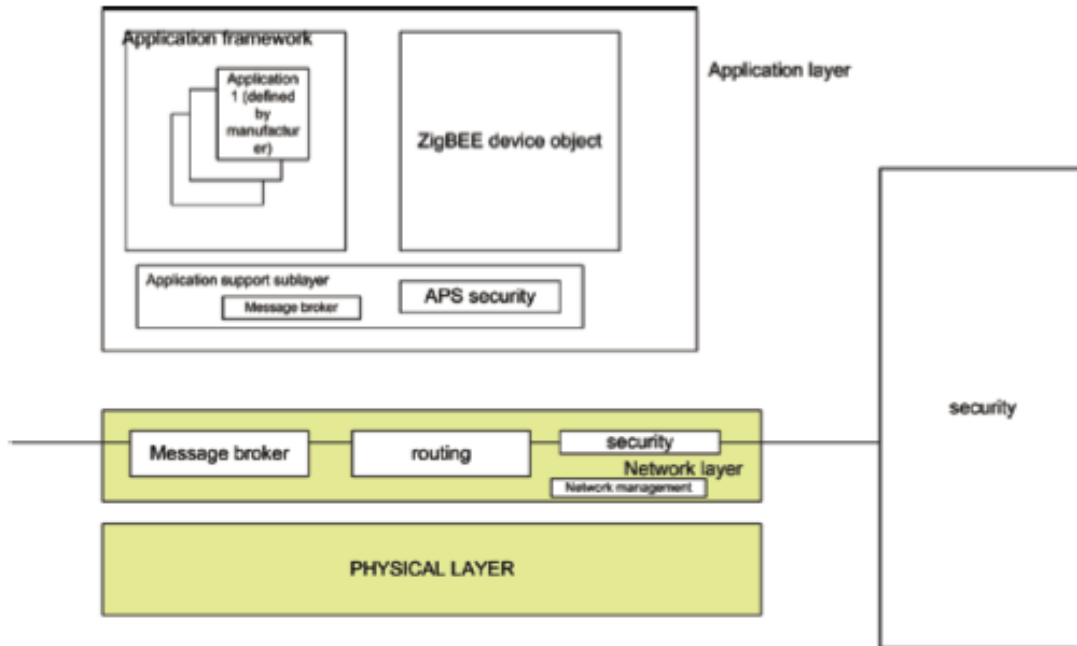 Application framework
Application
1 (defined
by
manufactur
er)
ZigBEE device object
Application layer
Application support sublayer
Message broker
APS security
security
Message broker
routing
security
Network layer
Network management
PHYSICAL LAYER